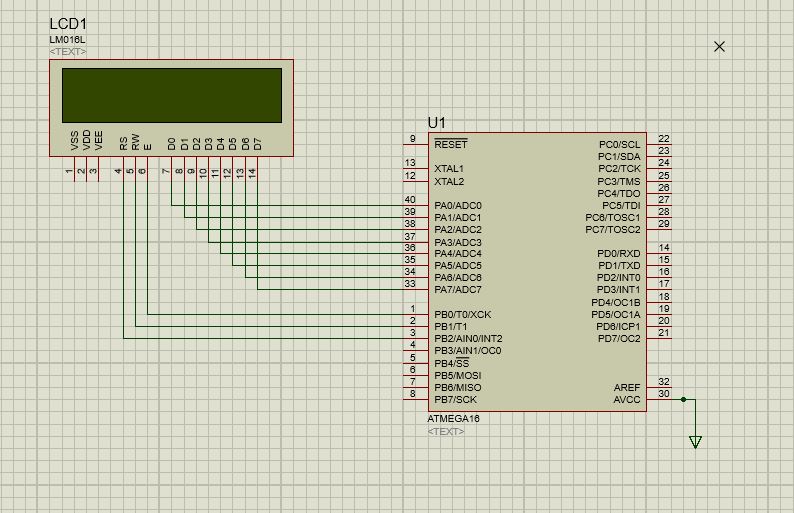 LCD1
LM016L
<TEXT>
VSS
VDD
VEE
RS
RW
E
D0
D1
D2
D3
D4
D5
D6
D7
1
2
3
4
5
6
7
8
9
10
11
12
13
14
U1
9
RESET
13
XTAL1
12
XTAL2
40
PA0/ADC0
39
PA1/ADC1
38
PA2/ADC2
37
PA3/ADC3
36
PA4/ADC4
35
PA5/ADC5
34
PA6/ADC6
33
PA7/ADC7
1
PB0/T0/XCK
2
PB1/T1
3
PB2/AIN0/INT2
4
PB3/AIN1/OC0
5
PB4/SS
6
PB5/MOSI
7
PB6/MISO
8
PB7/SCK
PC0/SCL
22
PC1/SDA
23
PC2/TCK
24
PC3/TMS
25
PC4/TDO
26
PC5/TDI
27
PC6/TOSC1
28
PC7/TOSC2
29
PD0/RXD
14
PD1/TXD
15
PD2/INT0
16
PD3/INT1
17
PD4/OC1B
18
PD5/OC1A
19
PD6/ICP1
20
PD7/OC2
21
AREF
32
AVCC
30
ATMEGA16
<TEXT>